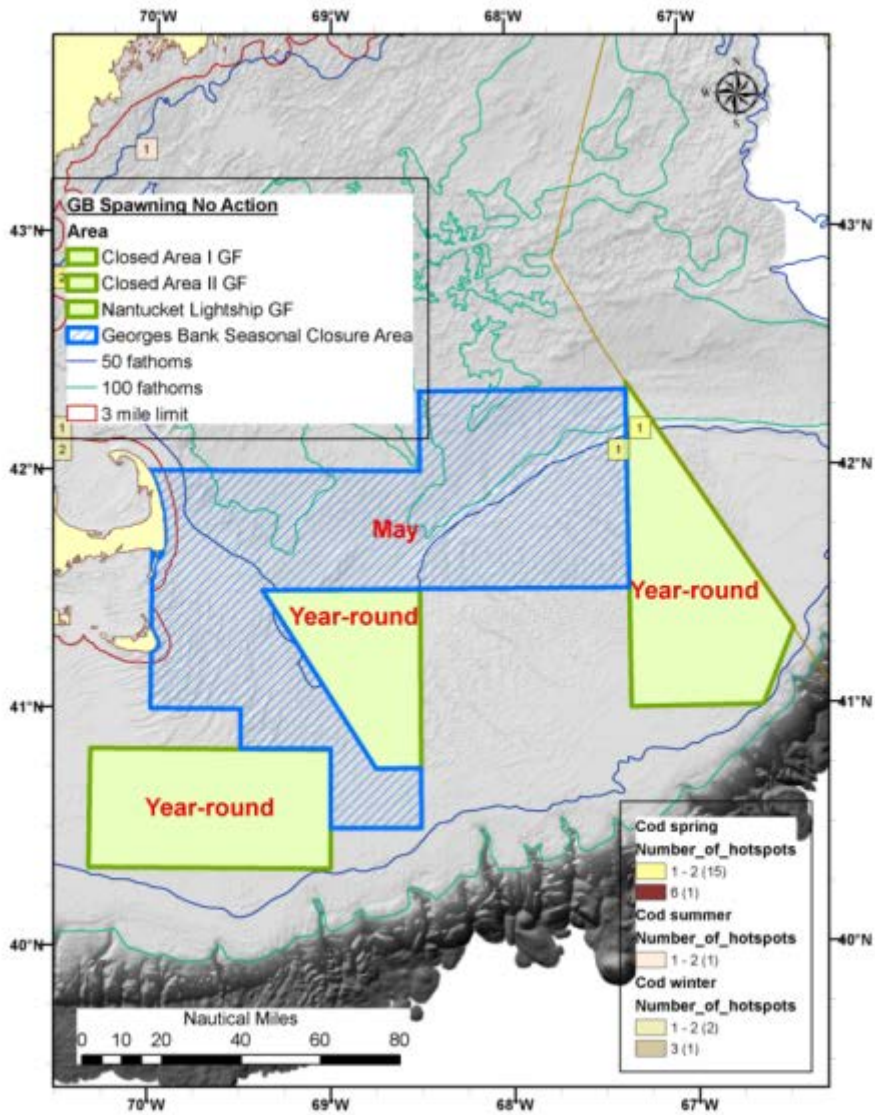 70°W 69°W 68°W 67°W
N
W E
S
1
43°N 43°N
GB Spawning No Action
Area
Closed Area I GF
Closed Area II GF
Nantucket Lightship GF
Georges Bank Seasonal Closure Area
50 fathoms
100 fathoms
3 mile limit
2
1
2
1
1
42°N 42°N
May
Year-round
Year-round
41°N 41°N
Year-round
Cod spring
Number_of_hotspots
1 - 2 (15)
6 (1)
Cod summer
Number_of_hotspots
1 - 2 (1)
Cod winter
Number_of_hotspots
1 - 2 (2)
3 (1)
40°N 40°N
Nautical Miles
0 10 20 40 60 80
70°W 69°W 68°W 67°W